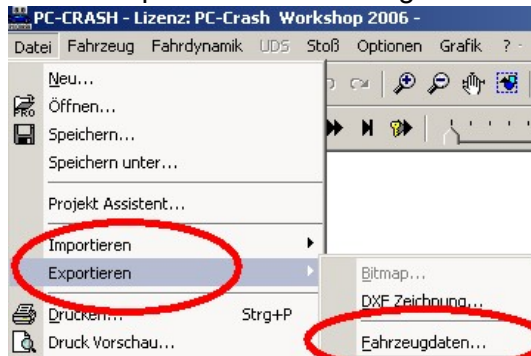 PC-CRASH - Lizenz: PC-Crash Workshop 2006 -
Datei Fahrzeug Fahrdynamik UDS Stoß Optionen Grafik ? -
Neu...
Öffnen...
Speichern...
Speichern unter...
Projekt Assistent...
Importieren
Exportieren
Bitmap...
DXF Zeichnung...
Drucken... Strg+P
Fahrzeugdaten...
Druck Vorschau...